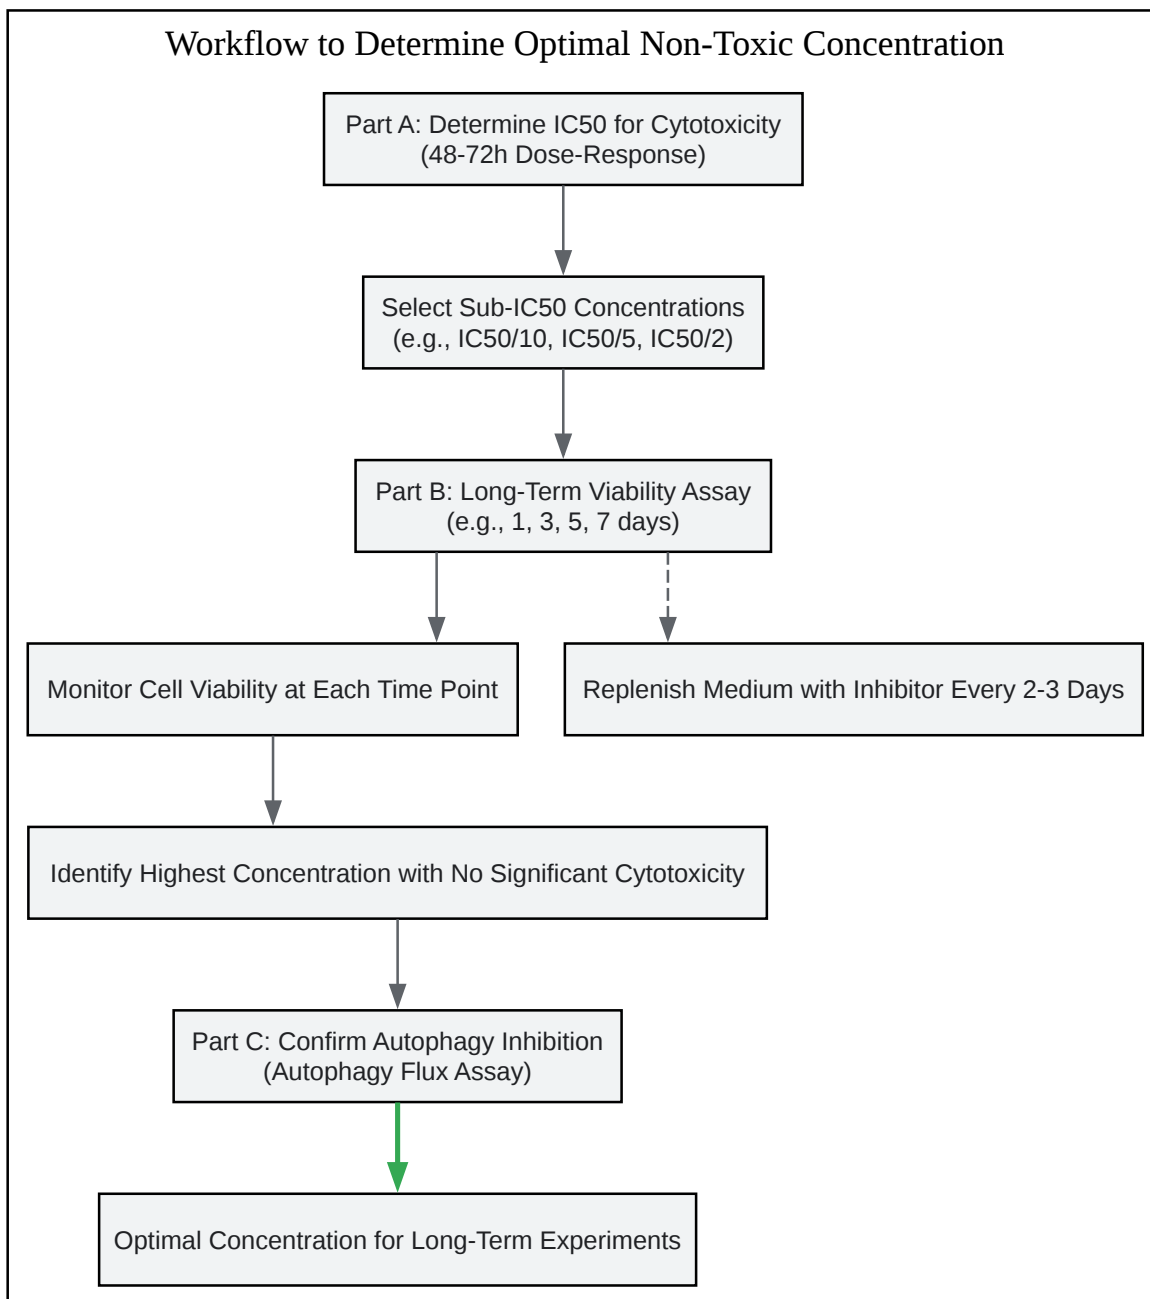 Workflow to Determine Optimal Non-Toxic Concentration
Part A: Determine IC50 for Cytotoxicity
(48-72h Dose-Response)
Select Sub-IC50 Concentrations
(e.g., IC50/10, IC50/5, IC50/2)
Part B: Long-Term Viability Assay
(e.g., 1, 3, 5, 7 days)
Monitor Cell Viability at Each Time Point
Replenish Medium with Inhibitor Every 2-3 Days
Identify Highest Concentration with No Significant Cytotoxicity
Part C: Confirm Autophagy Inhibition
(Autophagy Flux Assay)
Optimal Concentration for Long-Term Experiments